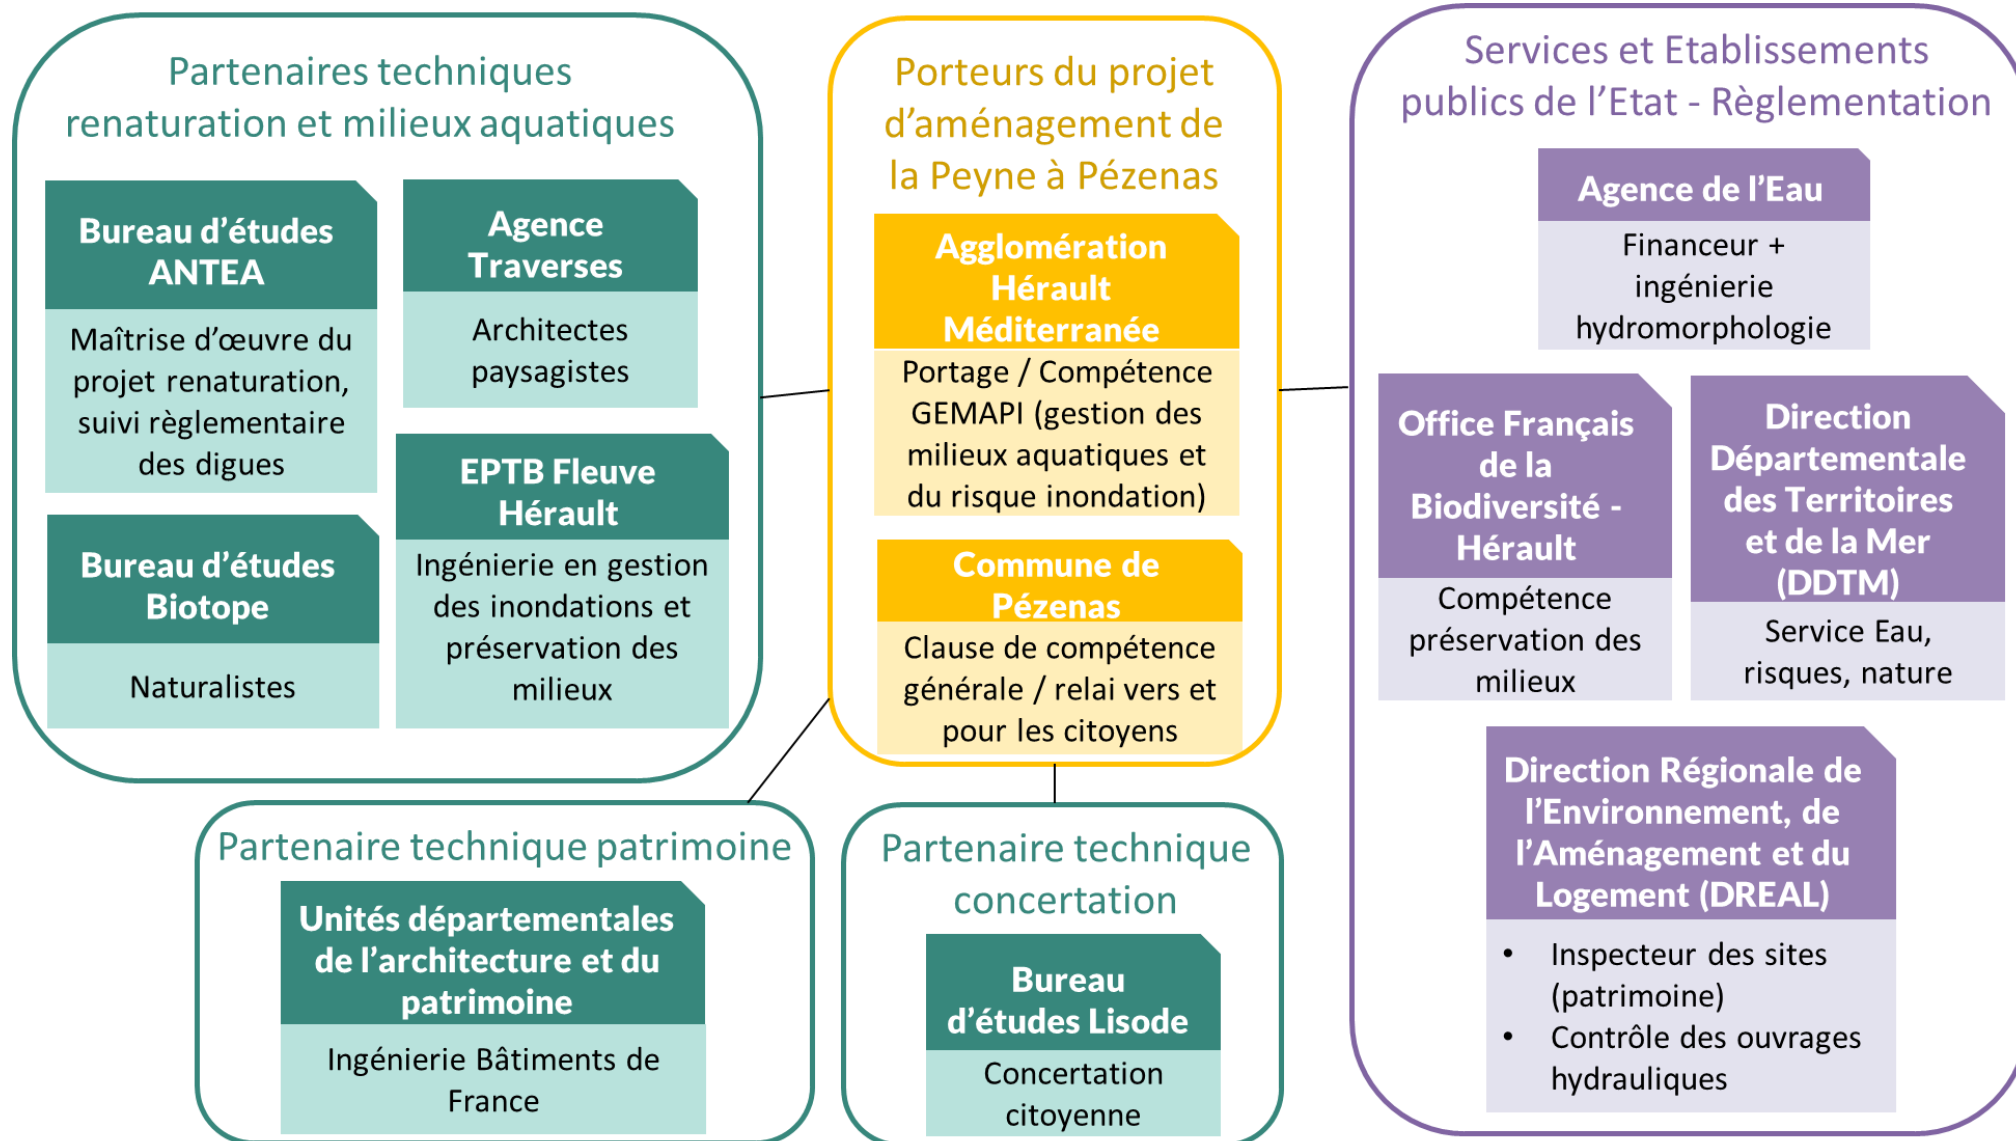 Partenaires techniques
renaturation et milieux aquatiques
Bureau d’études
ANTEA
Maîtrise d’œuvre du
projet renaturation,
suivi règlementaire
des digues
Agence
Traverses
Architectes
paysagistes
Bureau d’études
Biotope
Naturalistes
EPTB Fleuve
Hérault
Ingénierie en gestion
des inondations et
préservation des
milieux
Porteurs du projet
d’aménagement de
la Peyne à Pézenas
Agglomération
Hérault
Méditerranée
Portage / Compétence
GEMAPI (gestion des
milieux aquatiques et
du risque inondation)
Commune de
Pézenas
Clause de compétence
générale / relai vers et
pour les citoyens
Services et Etablissements
publics de l’Etat - Règlementation
Agence de l’Eau
Financeur +
ingénierie
hydromorphologie
Office Français
de la
Biodiversité -
Hérault
Compétence
préservation des
milieux
Direction
Départementale
des Territoires
et de la Mer
(DDTM)
Service Eau,
risques, nature
Direction Régionale de
l’Environnement, de
l’Aménagement et du
Logement (DREAL)
• Inspecteur des sites
(patrimoine)
• Contrôle des ouvrages
hydrauliques
Partenaire technique patrimoine
Unités départementales
de l’architecture et du
patrimoine
Ingénierie Bâtiments de
France
Partenaire technique
concertation
Bureau
d’études Lisode
Concertation
citoyenne